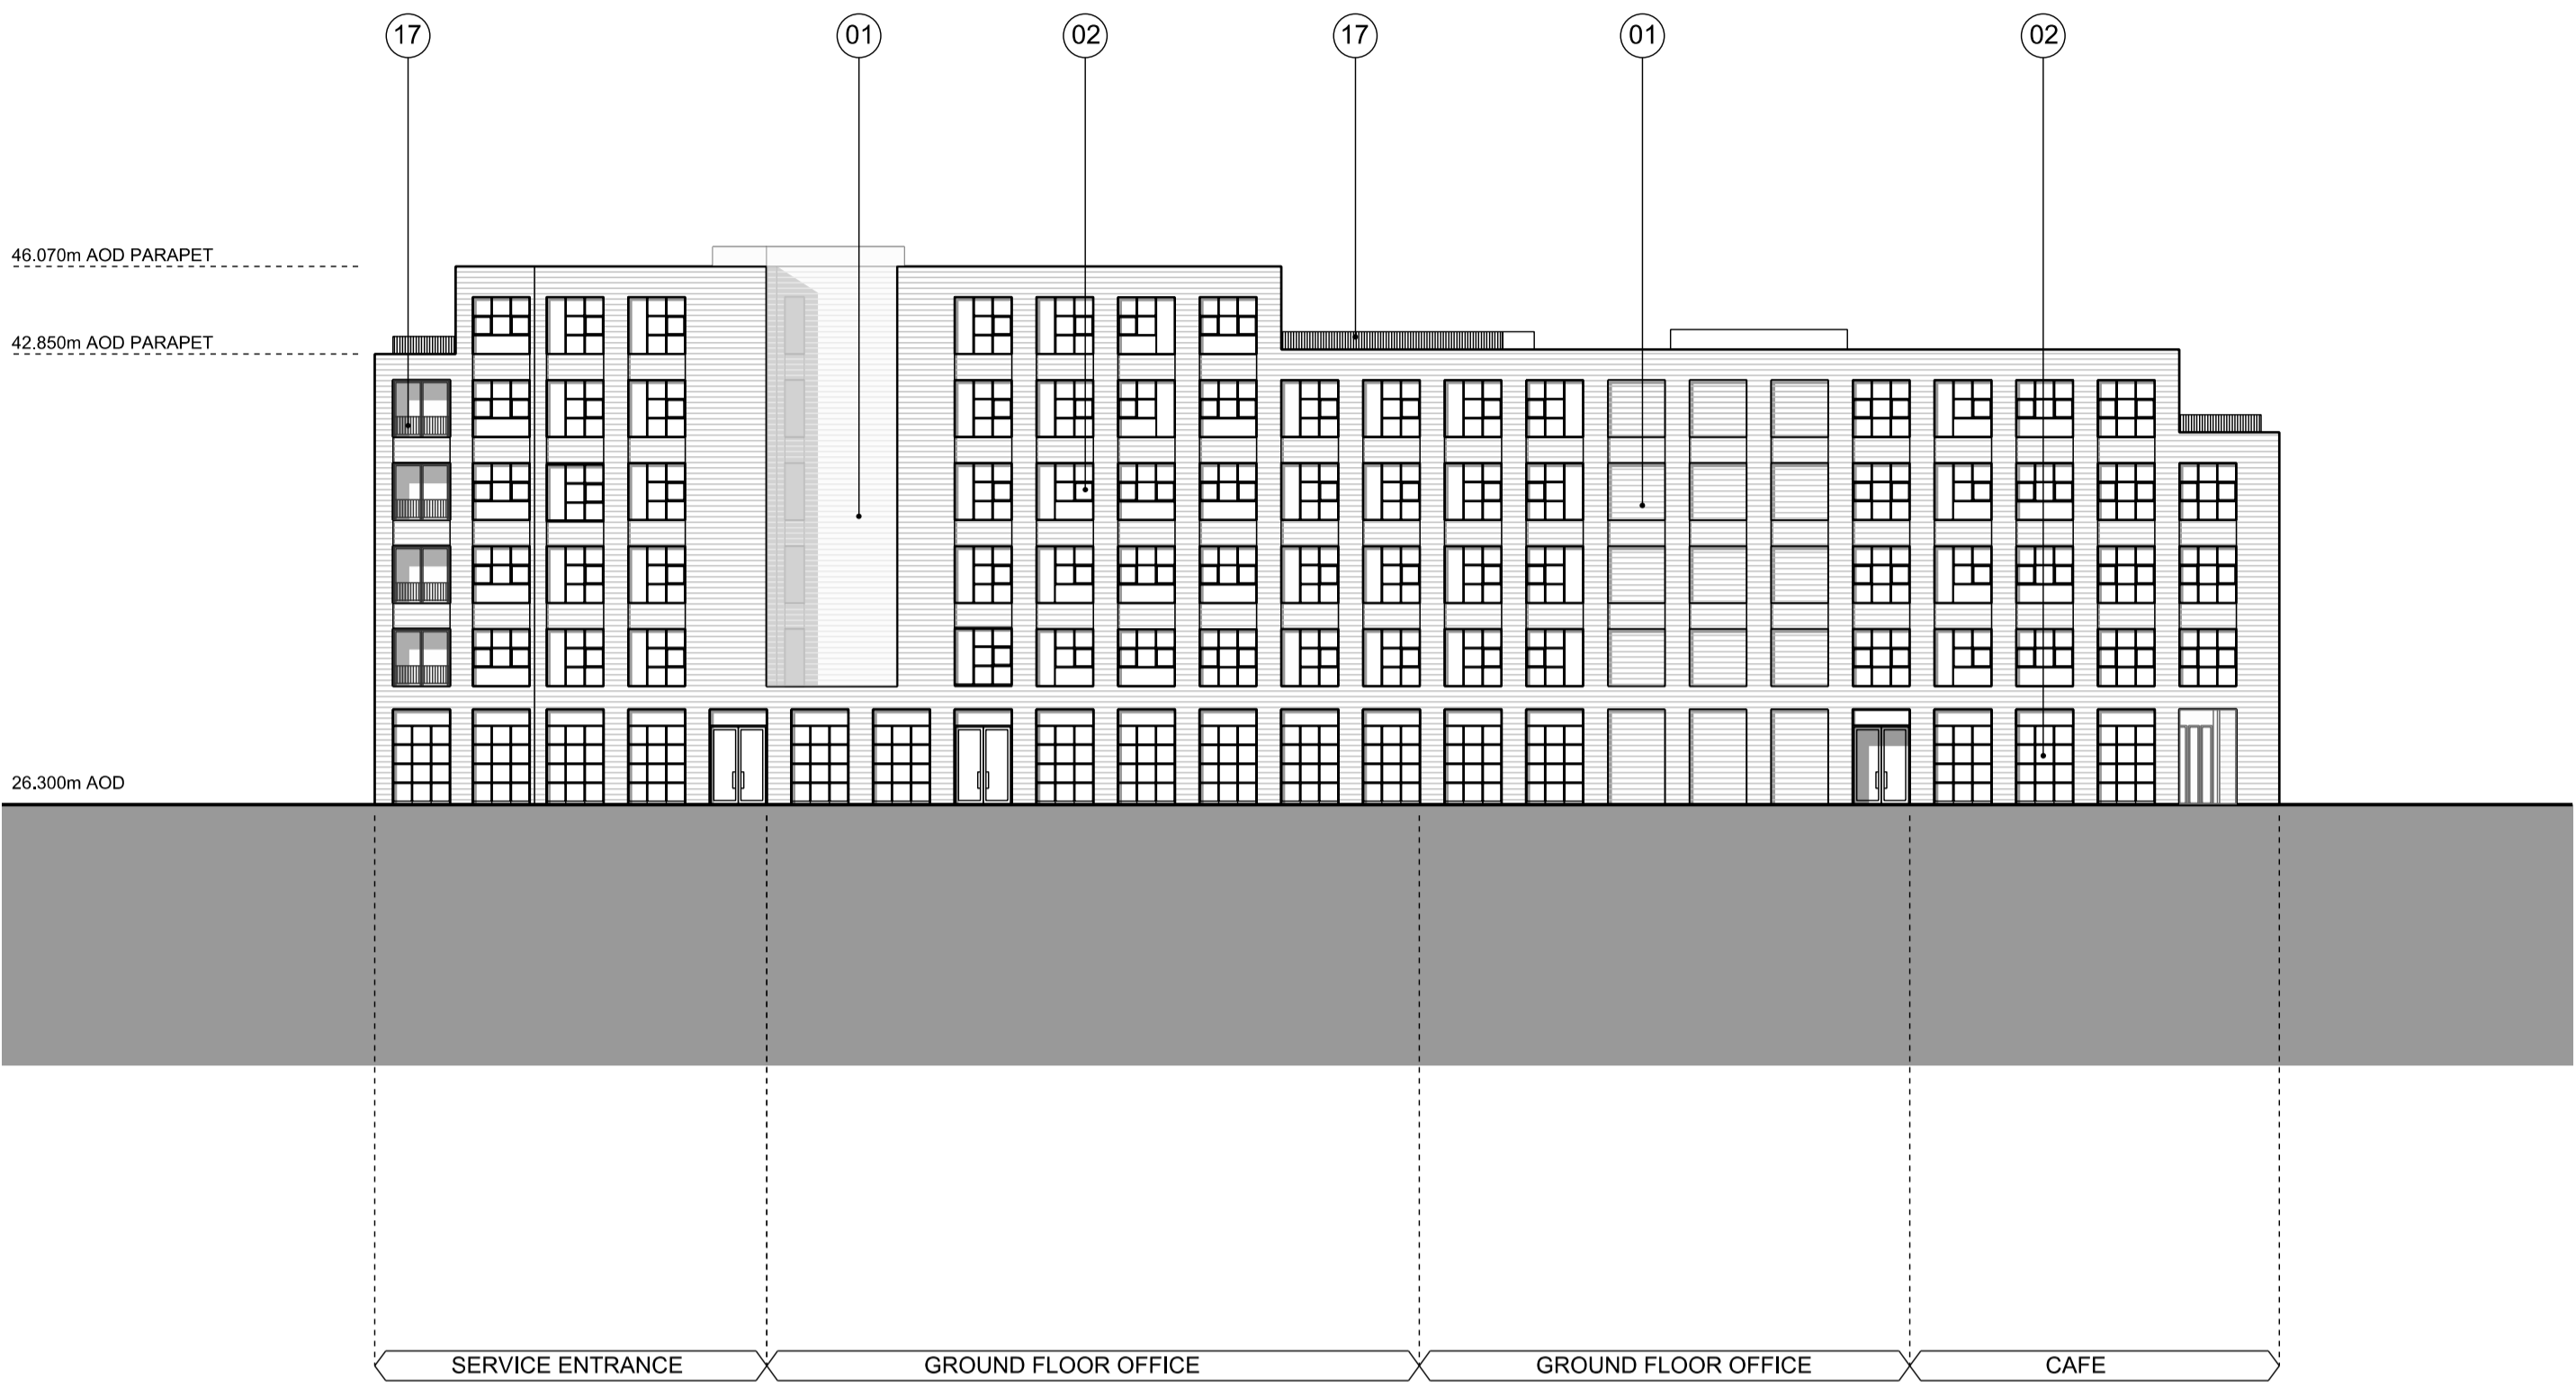 17
01
02
17
01
02
46.070m AOD PARAPET
42.850m AOD PARAPET
26.300m AOD
SERVICE ENTRANCE
GROUND FLOOR OFFICE
GROUND FLOOR OFFICE
CAFE